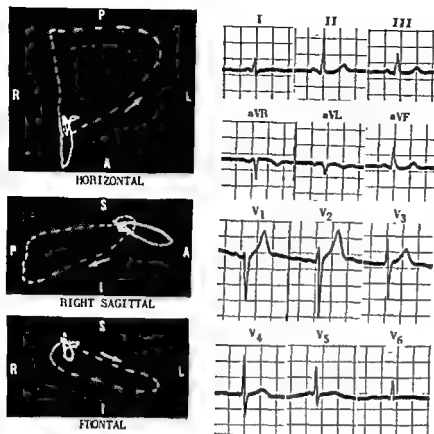 P
R
L
A
HORIZONTAL
S
P
A
I
RIGHT SAGITTAL
S
R
L
I
FRONTAL
I II III
aVR aVL aVF
V1 V2 V3
V4 V5 V6